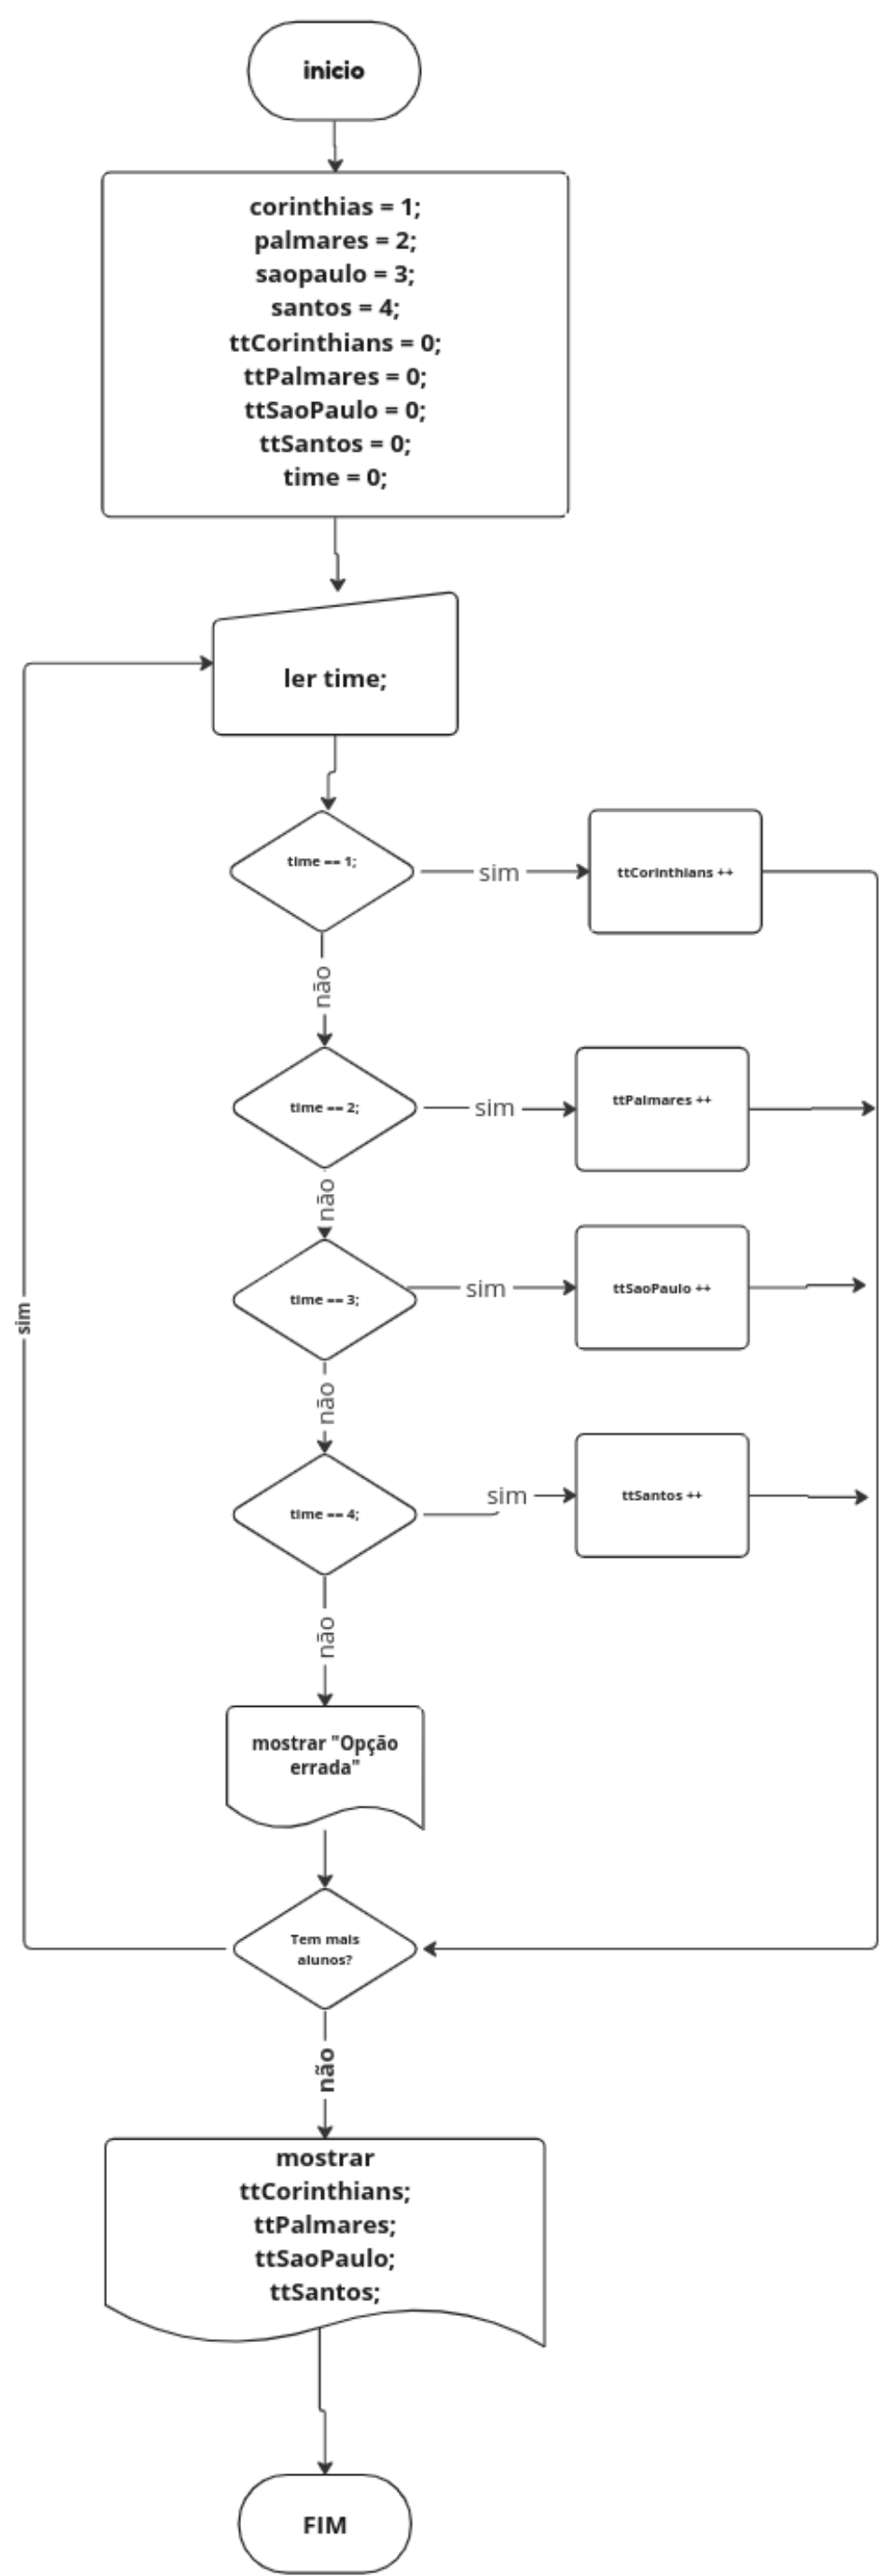 inicio
corinthias = 1;
palmares = 2;
saopaulo = 3;
santos = 4;
ttCorinthians = 0;
ttPalmares = 0;
ttSaoPaulo = 0;
ttSantos = 0;
time = 0;
ler time;
time == 1;
sim
ttCorinthians ++
não
time == 2;
sim
ttPalmares ++
não
time == 3;
sim
ttSaoPaulo ++
sim
não
time == 4;
sim
ttSantos ++
não
mostrar "Opção
errada"
Tem mais
alunos?
não
mostrar
ttCorinthians;
ttPalmares;
ttSaoPaulo;
ttSantos;
FIM